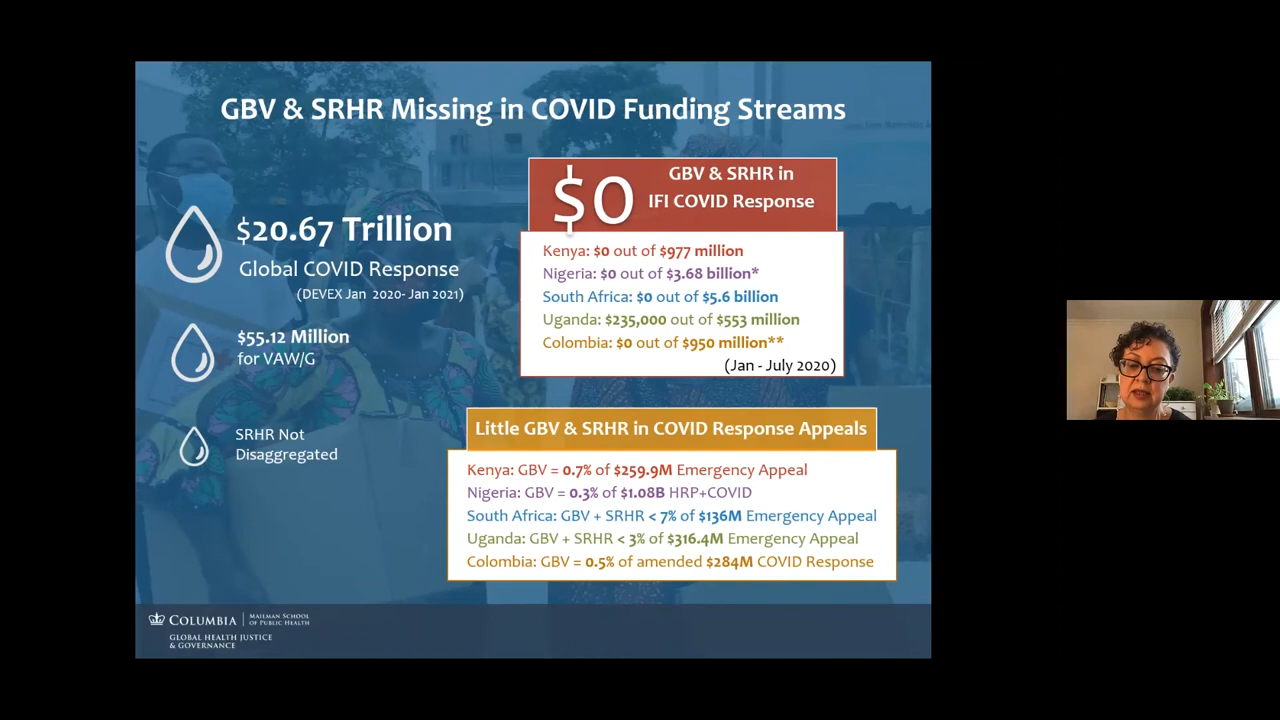 GBV & SRHR Missing in COVID Funding Streams
$20.67 Trillion
Global COVID Response
(DEVEX Jan 2020- Jan 2021)
$55.12 Million
for VAW/G
SRHR Not
Disaggregated
$0
GBV & SRHR in
IFI COVID Response
Kenya: $0 out of $977 million
Nigeria: $0 out of $3.68 billion*
South Africa: $0 out of $5.6 billion
Uganda: $235,000 out of $553 million
Colombia: $0 out of $950 million**
(Jan - July 2020)
Little GBV & SRHR in COVID Response Appeals
Kenya: GBV = 0.7% of $259.9M Emergency Appeal
Nigeria: GBV = 0.3% of $1.08B HRP+COVID
South Africa: GBV + SRHR < 7% of $136M Emergency Appeal
Uganda: GBV + SRHR < 3% of $316.4M Emergency Appeal
Colombia: GBV = 0.5% of amended $284M COVID Response
COLUMBIA | MAILMAN SCHOOL
OF PUBLIC HEALTH
GLOBAL HEALTH JUSTICE
& GOVERNANCE